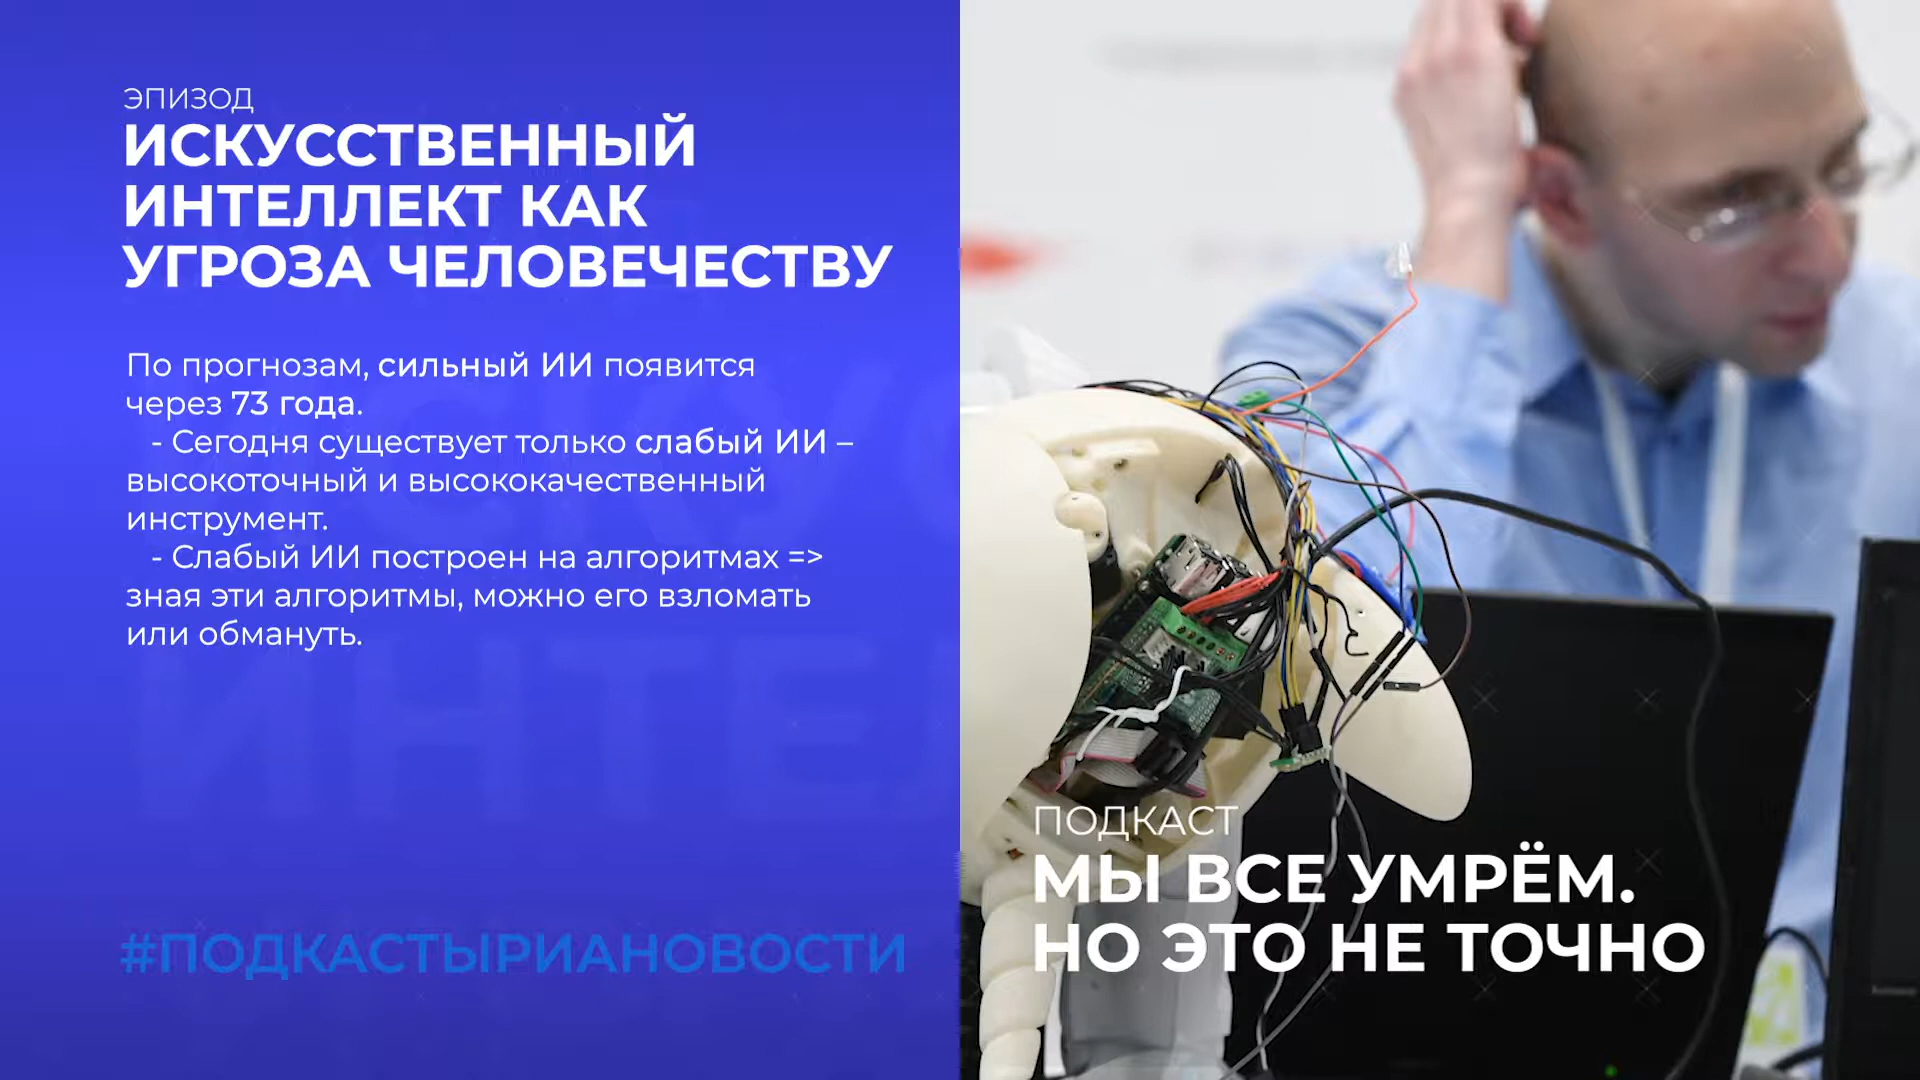 ЭПИЗОД
ИСКУССТВЕННЫЙ
ИНТЕЛЛЕКТ КАК
УГРОЗА ЧЕЛОВЕЧЕСТВУ
По прогнозам, сильный ИИ появится
через 73 года.
- Сегодня существует только слабый ИИ –
высокоточный и высококачественный
инструмент.
- Слабый ИИ построен на алгоритмах =>
зная эти алгоритмы, можно его взломать
или обмануть.
#ПОДКАСТЫРИАНОВОСТИ
ПОДКАСТ
МЫ ВСЕ УМРЁМ.
НО ЭТО НЕ ТОЧНО